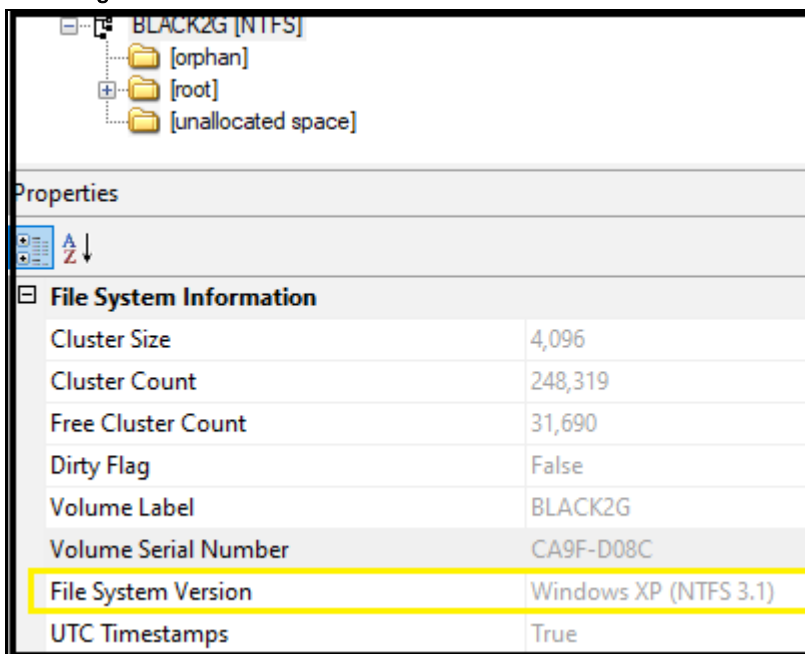 BLACK2G [NTFS]
[orphan]
[root]
[unallocated space]
Properties
File System Information
Cluster Size 4,096
Cluster Count 248,319
Free Cluster Count 31,690
Dirty Flag False
Volume Label BLACK2G
Volume Serial Number CA9F-D08C
File System Version Windows XP (NTFS 3.1)
UTC Timestamps True